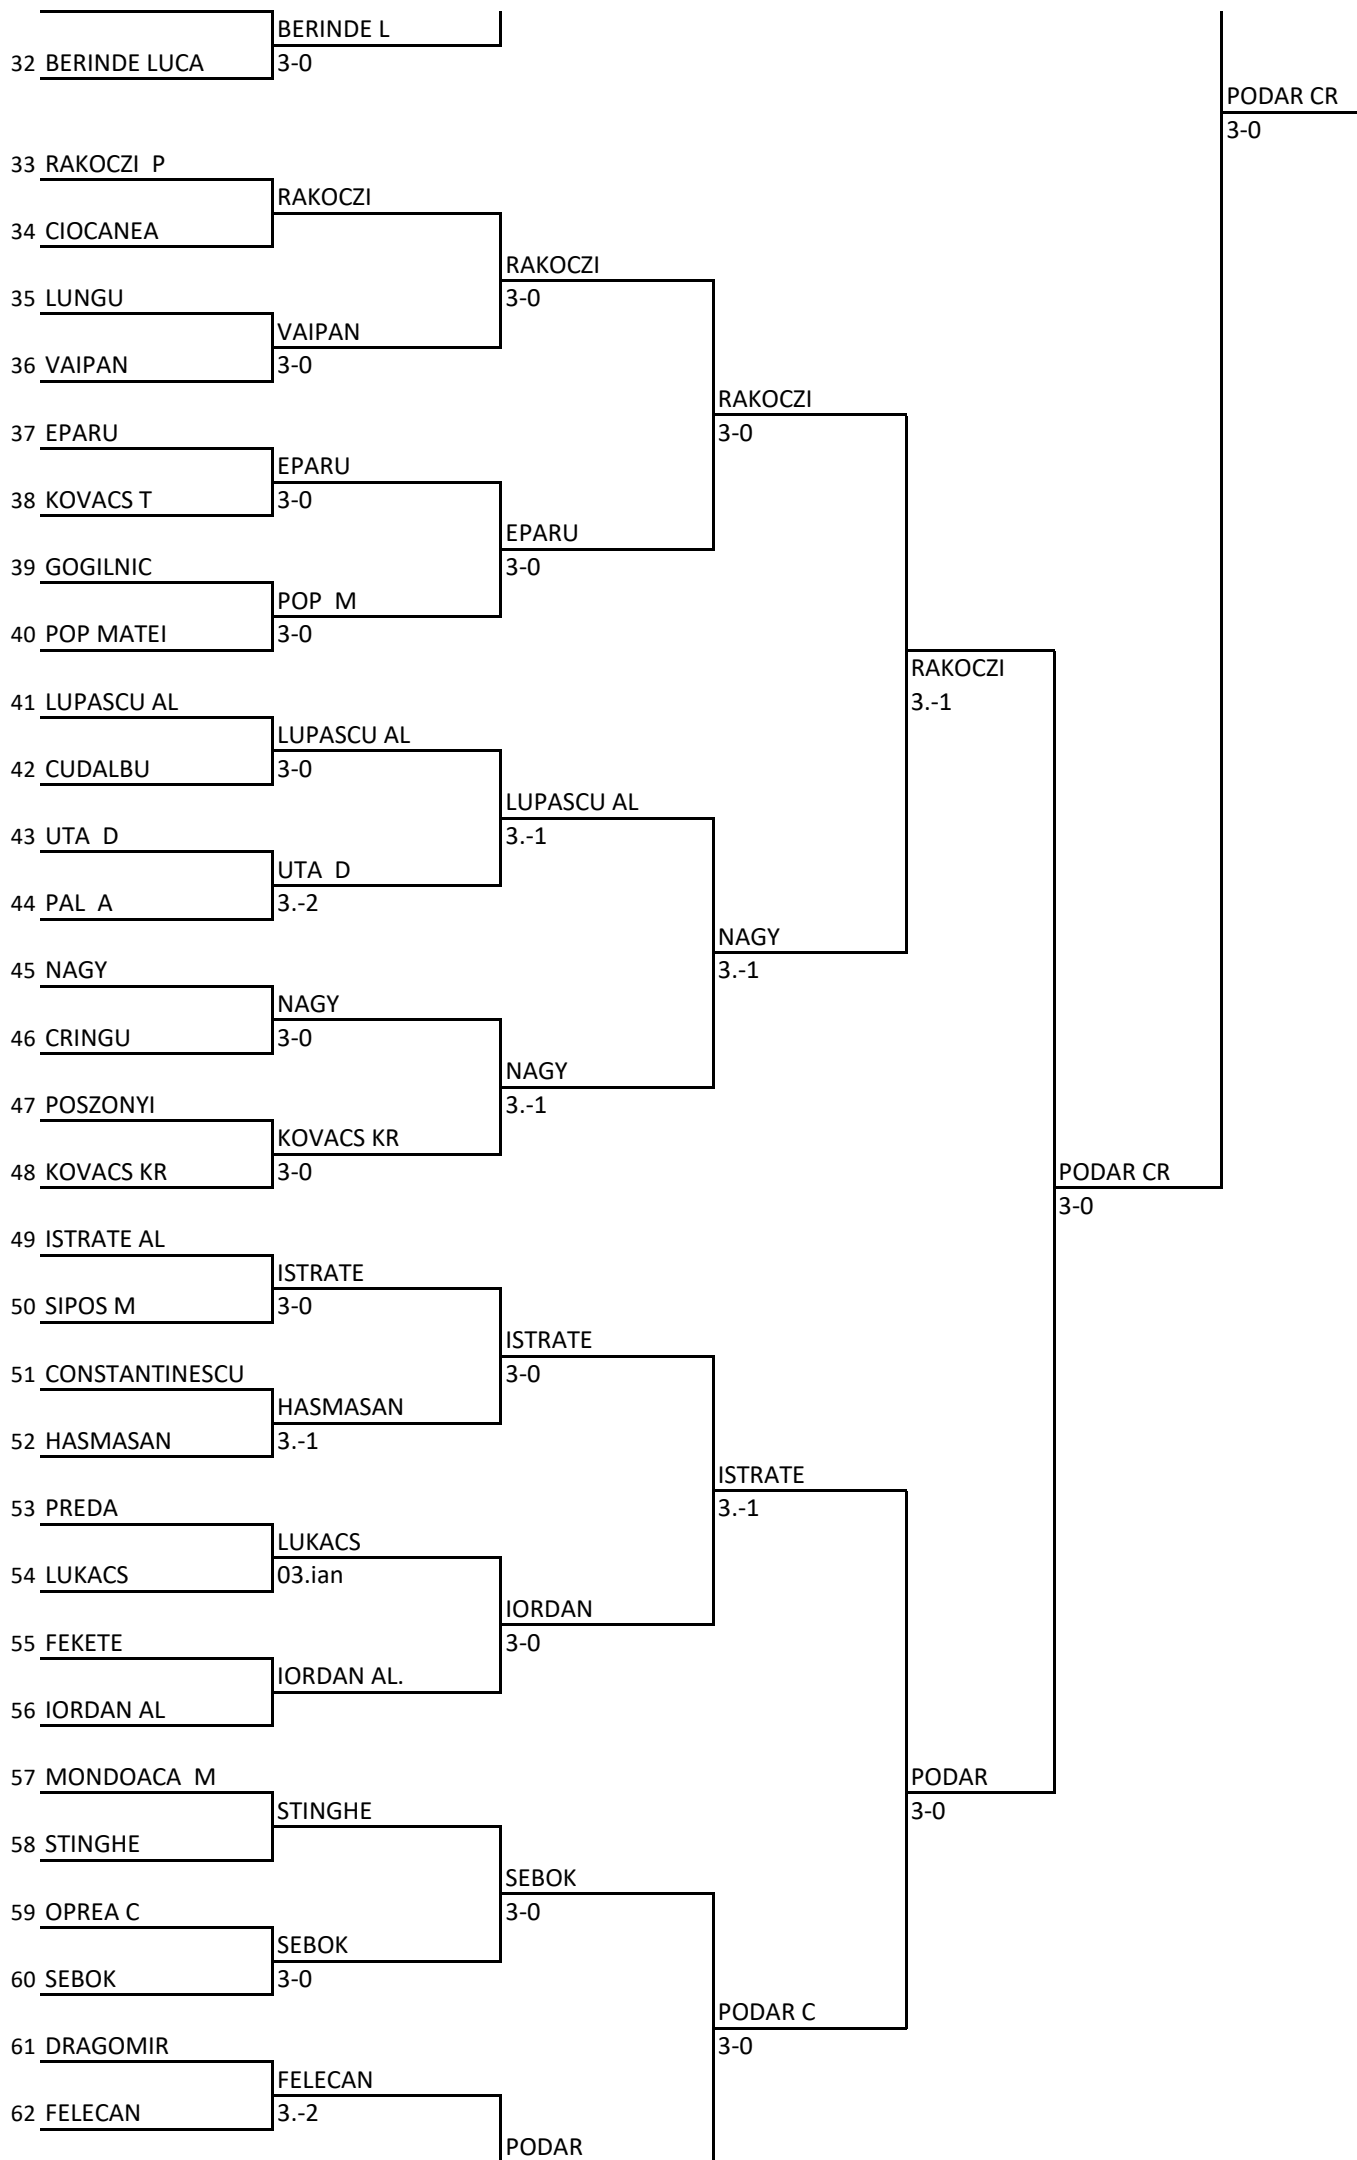 BERINDE L
32 BERINDE LUCA
3-0
PODAR CR
3-0
33 RAKOCZI  P
RAKOCZI
34 CIOCANEA
RAKOCZI
35 LUNGU
3-0
VAIPAN
36 VAIPAN
3-0
RAKOCZI
37 EPARU
3-0
EPARU
38 KOVACS T
3-0
EPARU
39 GOGILNIC
3-0
POP  M
40 POP MATEI
3-0
RAKOCZI
41 LUPASCU AL
3.-1
LUPASCU AL
42 CUDALBU
3-0
LUPASCU AL
43 UTA  D
3.-1
UTA  D
44 PAL  A
3.-2
NAGY
45 NAGY
3.-1
NAGY
46 CRINGU
3-0
NAGY
47 POSZONYI
3.-1
KOVACS KR
48 KOVACS KR
3-0
PODAR CR
3-0
49 ISTRATE AL
ISTRATE
50 SIPOS M
3-0
ISTRATE
51 CONSTANTINESCU
3-0
HASMASAN
52 HASMASAN
3.-1
ISTRATE
53 PREDA
3.-1
LUKACS
54 LUKACS
03.ian
IORDAN
55 FEKETE
3-0
IORDAN AL.
56 IORDAN AL
57 MONDOACA  M
PODAR
STINGHE
3-0
58 STINGHE
SEBOK
59 OPREA C
3-0
SEBOK
60 SEBOK
3-0
PODAR C
61 DRAGOMIR
3-0
FELECAN
62 FELECAN
3.-2
PODAR